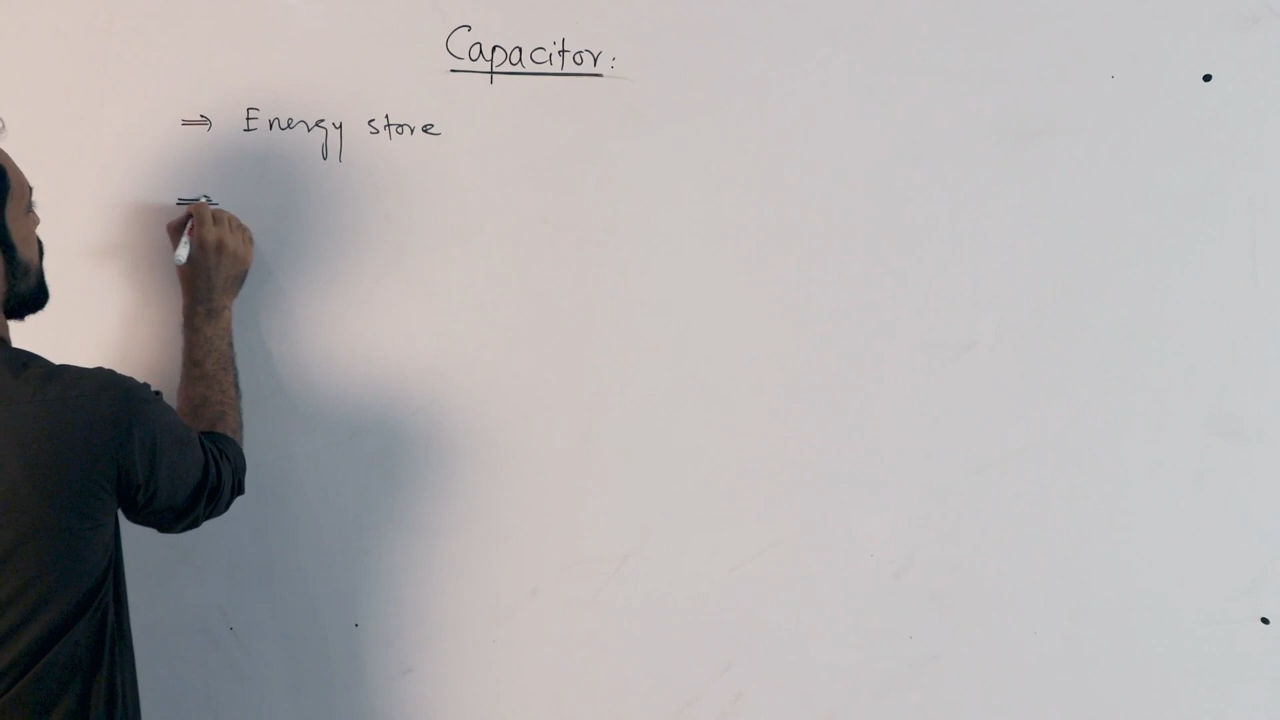 Capacitor:
⇒ Energy store
⇒